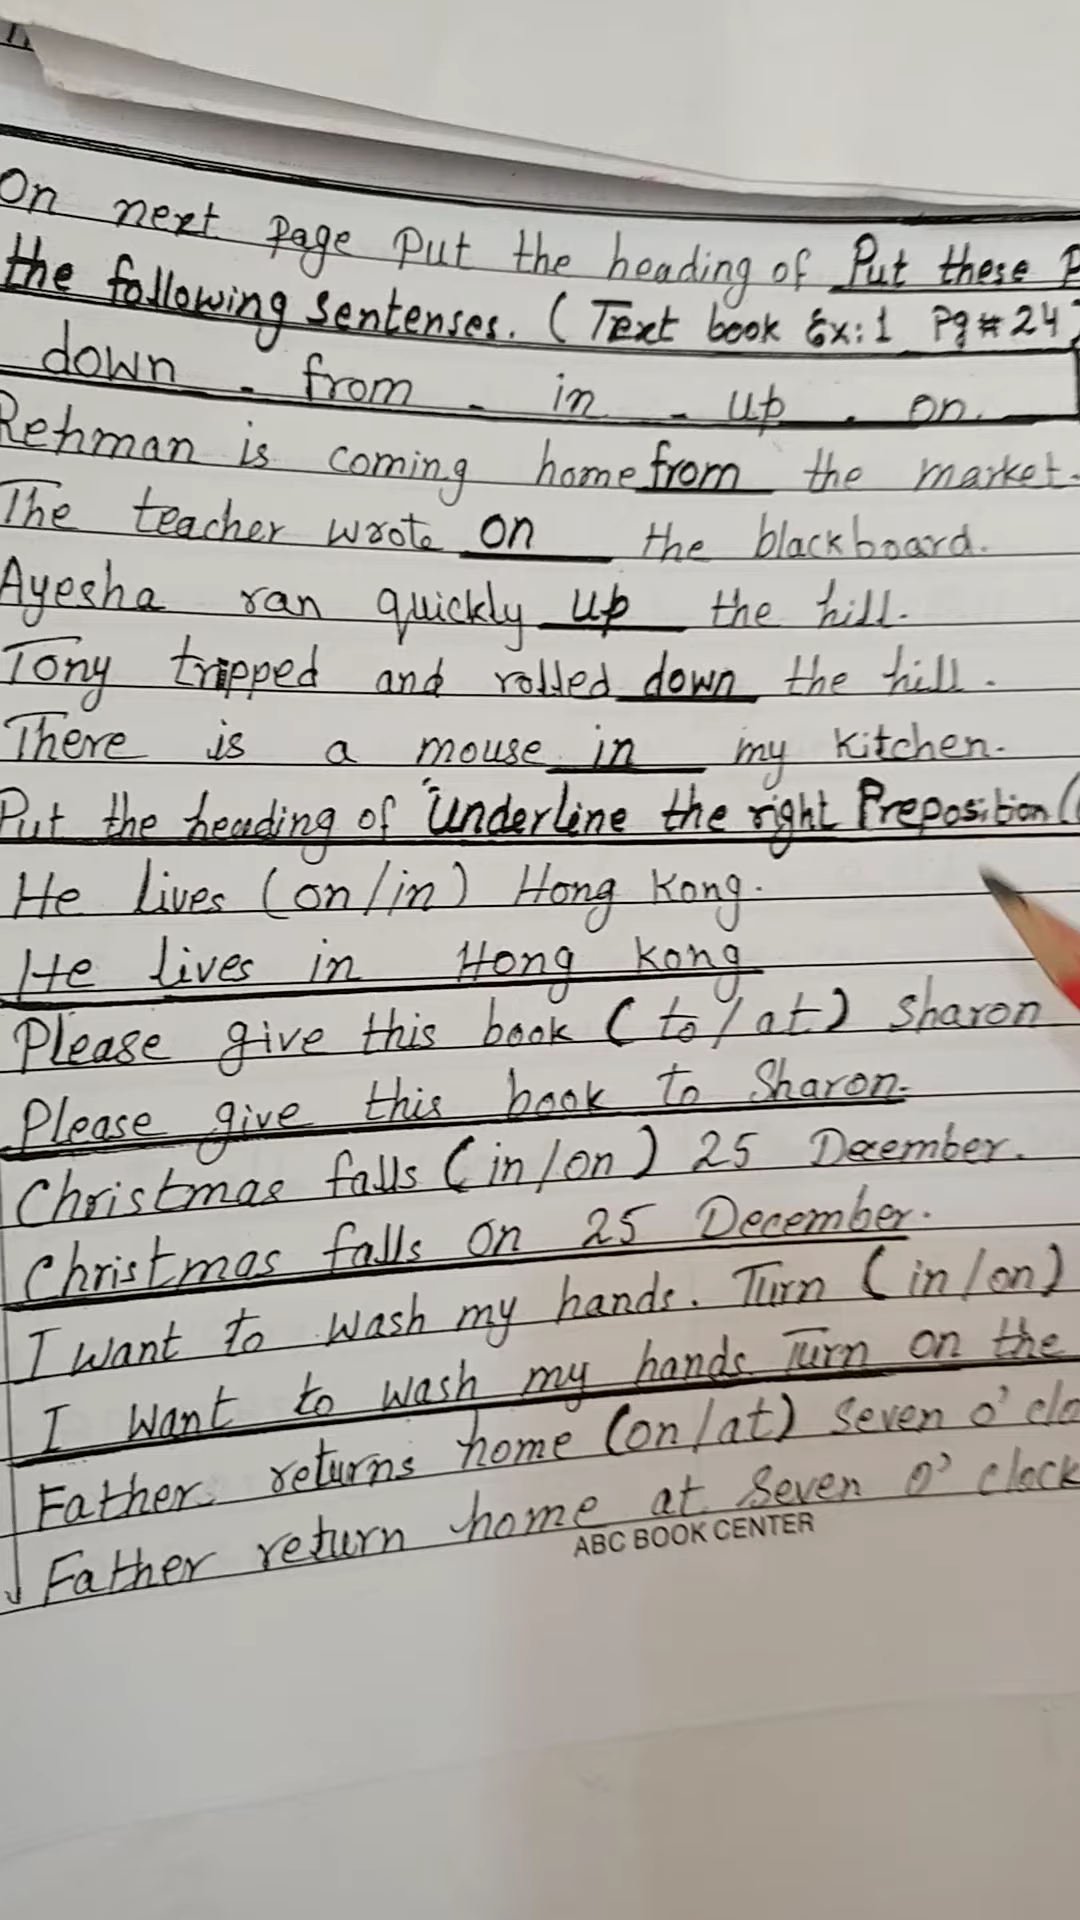 On next page Put the heading of Put these
the following sentenses. (Text book Ex:1 Pg#24)
down - from - in - up - on.
Rehman is coming home from the market.
The teacher wrote on the blackboard.
Ayesha ran quickly up the hill.
Tony tripped and rolled down the hill.
There is a mouse in my kitchen.
Put the heading of "Underline the right Preposition (
He lives (on/in) Hong Kong.
He lives in Hong Kong
Please give this book (to/at) Sharon
Please give this book to Sharon.
Christmas falls (in/on) 25 December.
Christmas falls on 25 December.
I want to wash my hands. Turn (in/on)
I want to wash my hands. Turn on the
Father returns home (on/at) seven o'clo
Father return home at seven o'clock
ABC BOOK CENTER